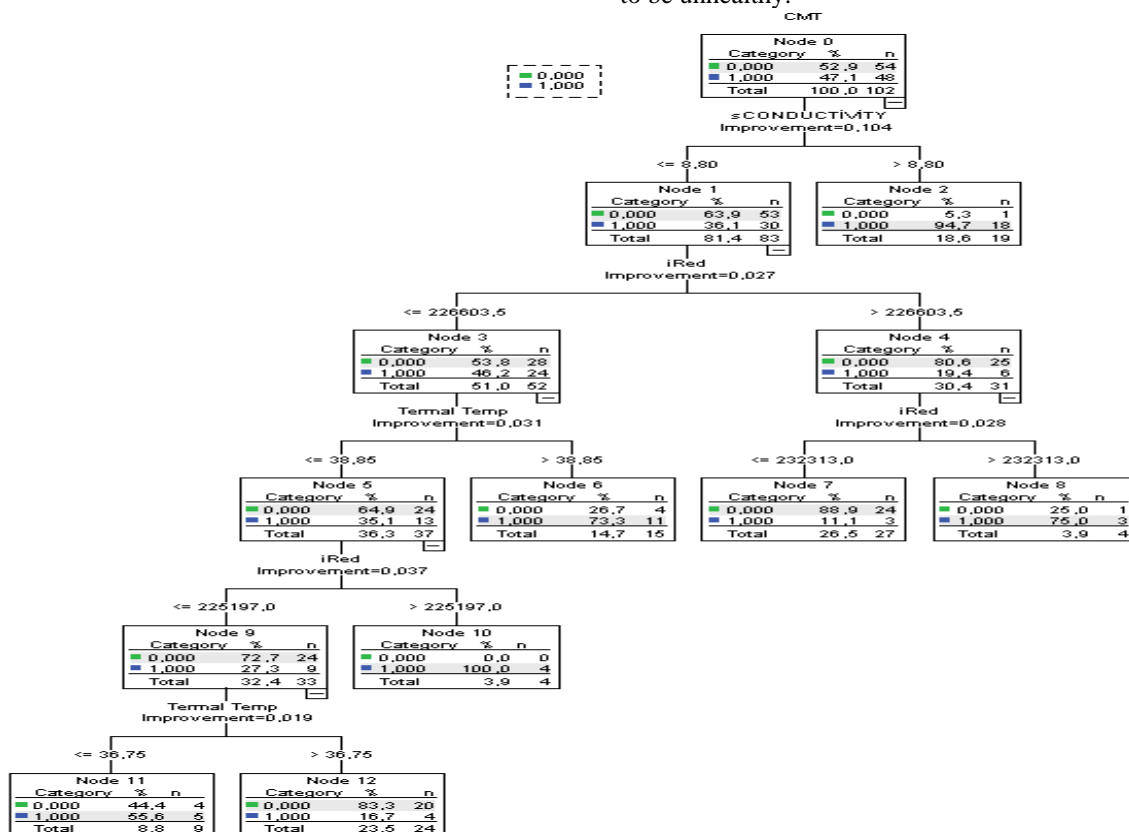 to be unhealthy.
CMT
Node 0
Category % n
0,000 52,9 54
1,000 47,1 48
Total 100,0 102
0,000
1,000
sCONDUCTİVİTY
Improvement=0,104
<= 8,80 > 8,80
Node 1
Category % n
0,000 63,9 53
1,000 36,1 30
Total 81,4 83
Node 2
Category % n
0,000 5,3 1
1,000 94,7 18
Total 18,6 19
iRed
Improvement=0,027
<= 226603,5 > 226603,5
Node 3
Category % n
0,000 53,8 28
1,000 46,2 24
Total 51,0 52
Node 4
Category % n
0,000 80,6 25
1,000 19,4 6
Total 30,4 31
Termal Temp
Improvement=0,031
iRed
Improvement=0,028
<= 38,85 > 38,85
<= 232313,0 > 232313,0
Node 5
Category % n
0,000 64,9 24
1,000 35,1 13
Total 36,3 37
Node 6
Category % n
0,000 26,7 4
1,000 73,3 11
Total 14,7 15
Node 7
Category % n
0,000 88,9 24
1,000 11,1 3
Total 26,5 27
Node 8
Category % n
0,000 25,0 1
1,000 75,0 3
Total 3,9 4
iRed
Improvement=0,037
<= 225197,0 > 225197,0
Node 9
Category % n
0,000 72,7 24
1,000 27,3 9
Total 32,4 33
Node 10
Category % n
0,000 0,0 0
1,000 100,0 4
Total 3,9 4
Termal Temp
Improvement=0,019
<= 36,75 > 36,75
Node 11
Category % n
0,000 44,4 4
1,000 55,6 5
Total 8,8 9
Node 12
Category % n
0,000 83,3 20
1,000 16,7 4
Total 23,5 24